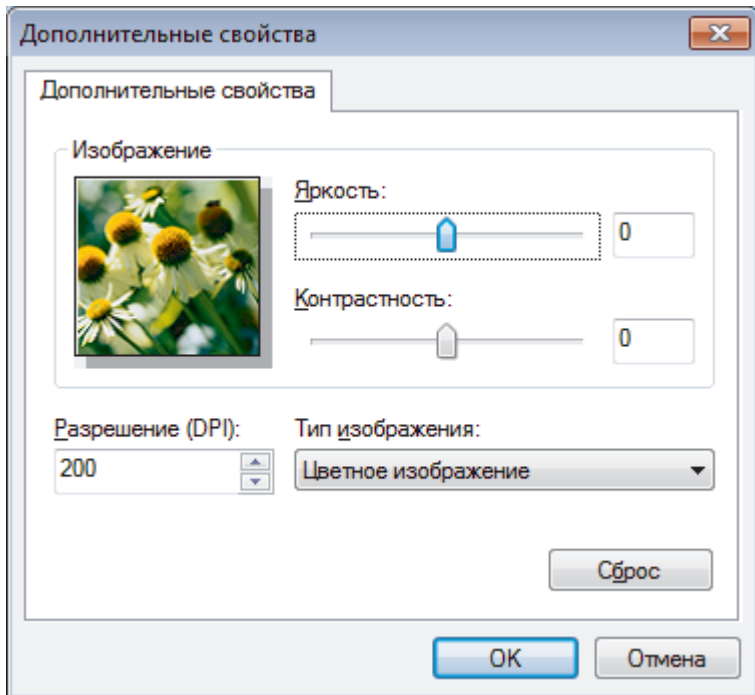 Дополнительные свойства
Дополнительные свойства
Изображение
Яркость:
0
Контрастность:
0
Разрешение (DPI):
Тип изображения:
200
Цветное изображение
Сброс
OK
Отмена